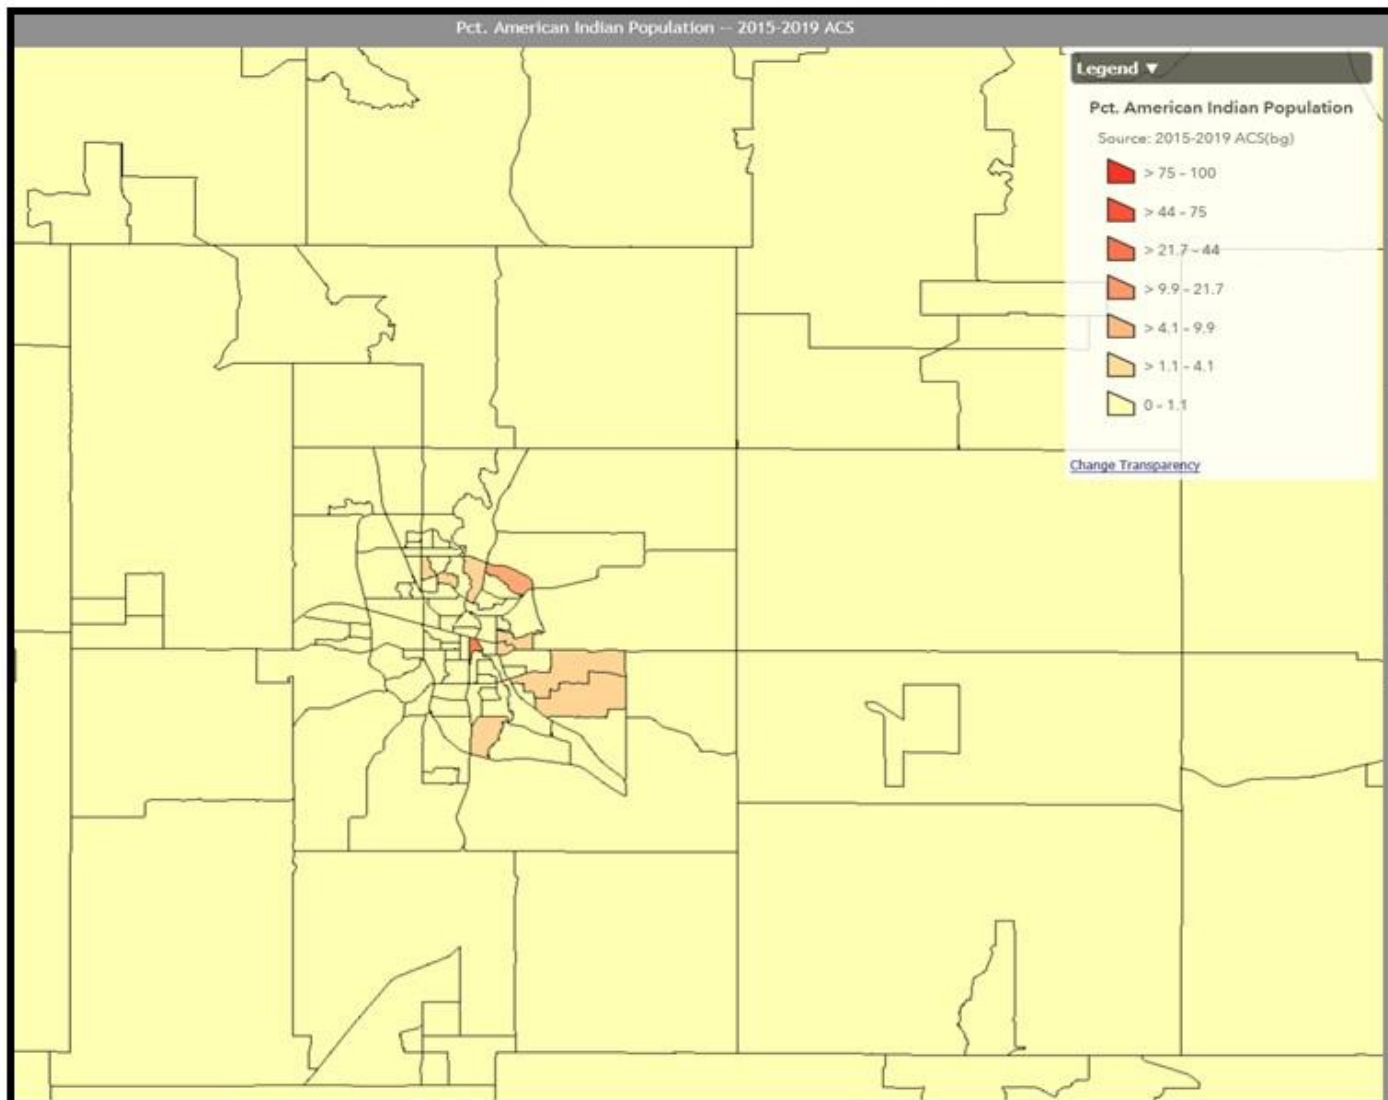 Pct. American Indian Population -- 2015-2019 ACS
Legend ▼
Pct. American Indian Population
Source: 2015-2019 ACS(bg)
> 75 - 100
> 44 - 75
> 21.7 - 44
> 9.9 - 21.7
> 4.1 - 9.9
> 1.1 - 4.1
0 - 1.1
Change Transparency